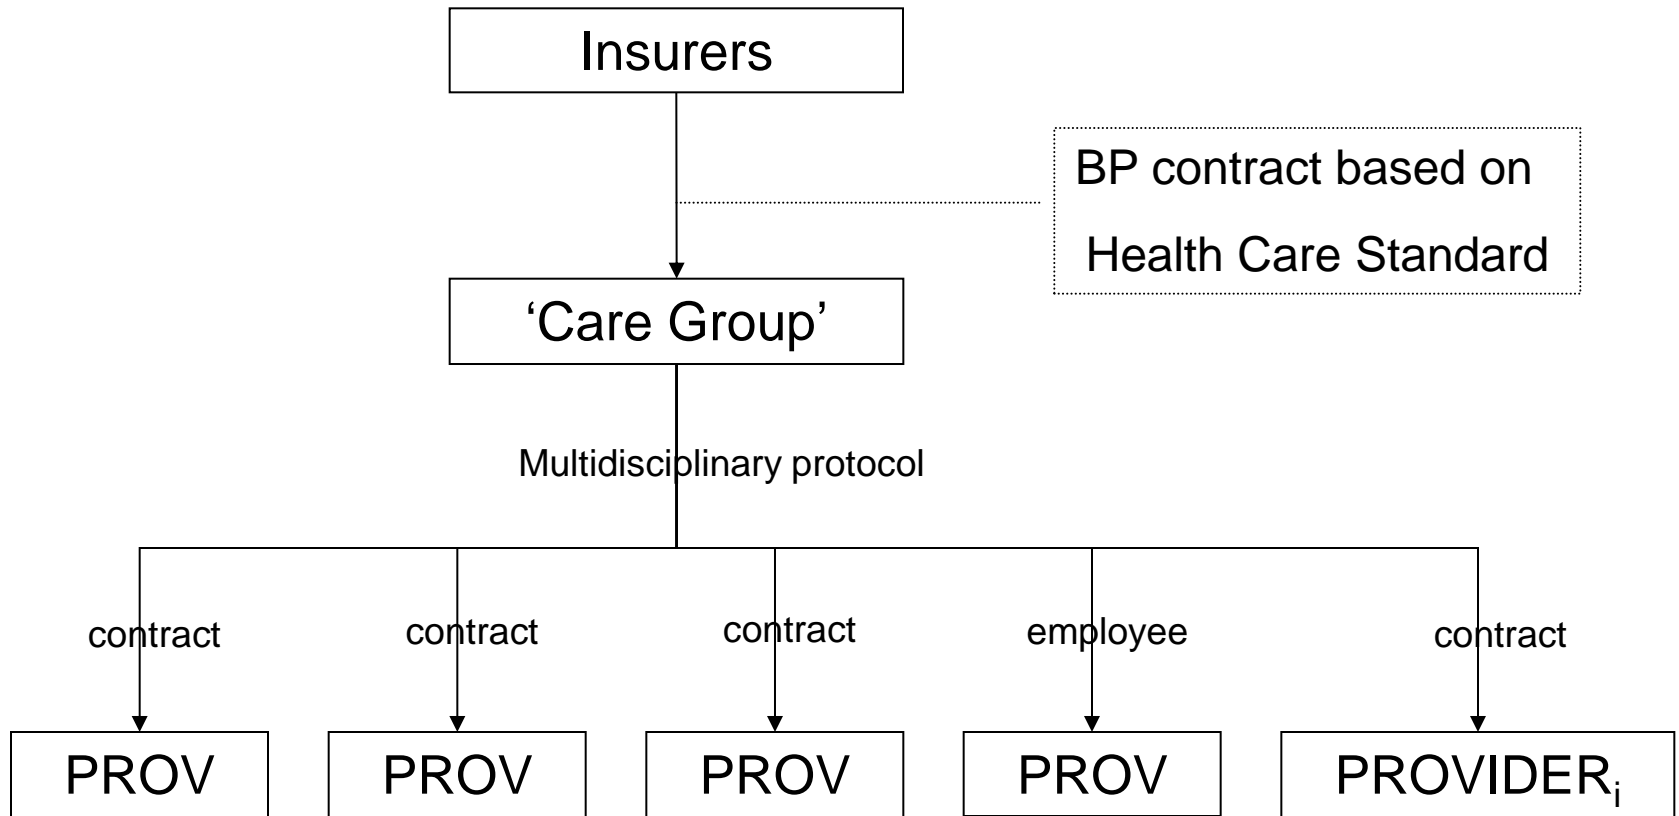 Insurers
BP contract based on
Health Care Standard
‘Care Group’
Multidisciplinary protocol
contract
contract
contract
employee
contract
PROV
PROV
PROV
PROV
PROVIDERi